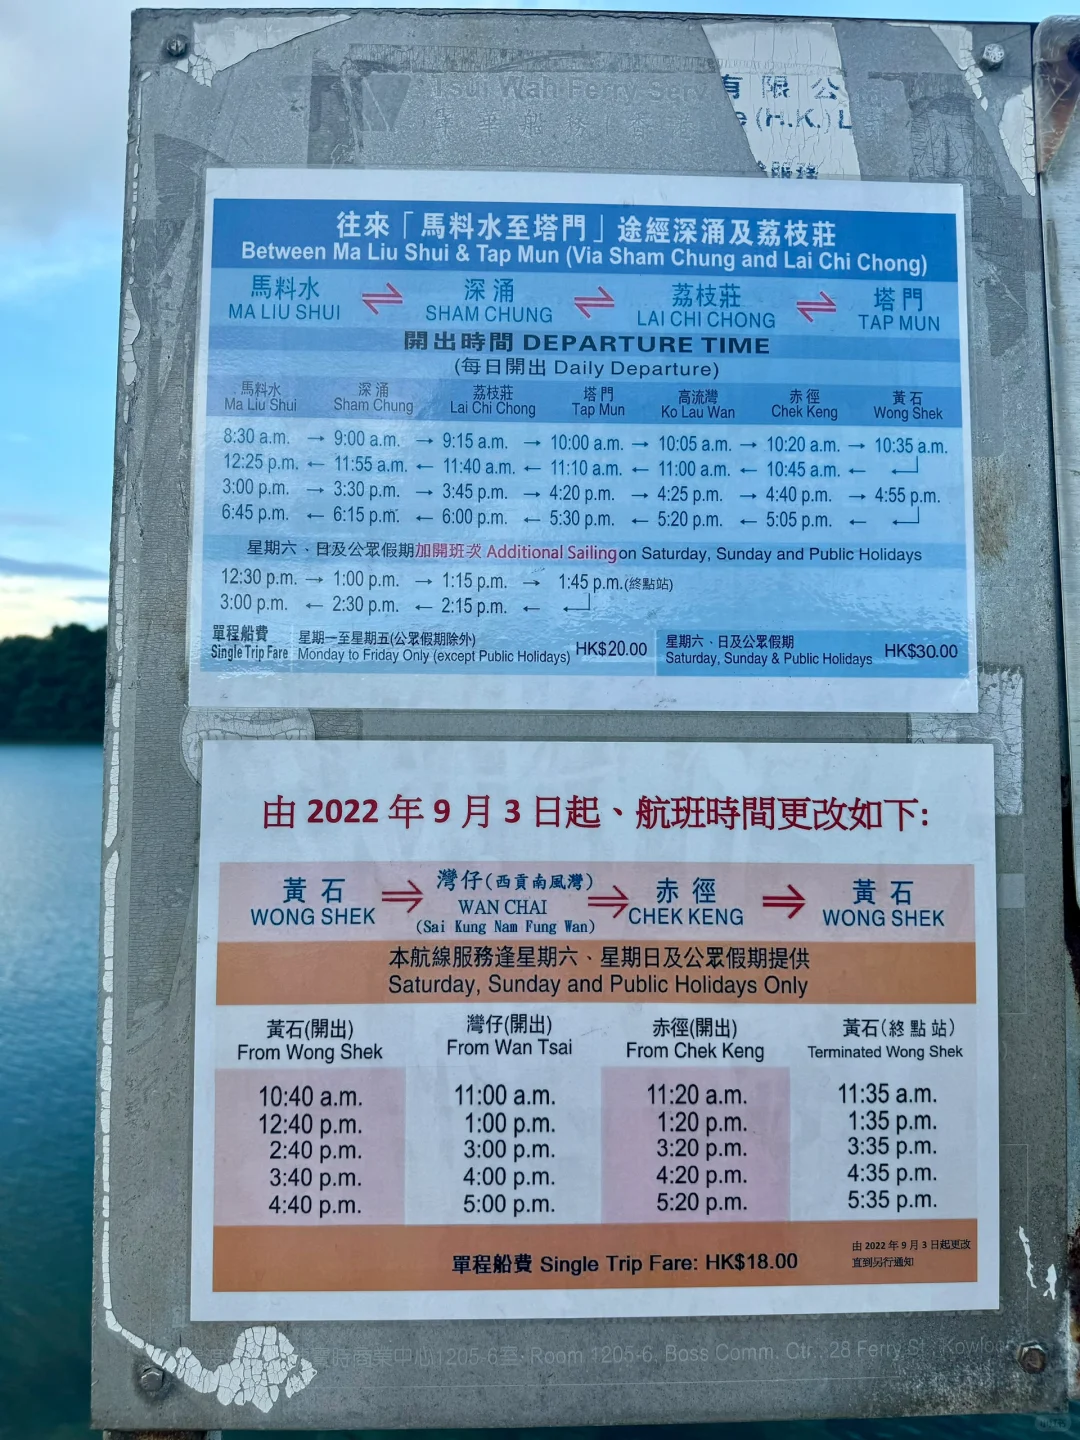 Tsui Wah Ferry Serv
有限公
e (H.K.) L
往來「馬料水至塔門」途經深涌及荔枝莊
Between Ma Liu Shui & Tap Mun (Via Sham Chung and Lai Chi Chong)
馬料水 ⇌ 深涌 ⇌ 荔枝莊 ⇌ 塔門
MA LIU SHUI SHAM CHUNG LAI CHI CHONG TAP MUN
開出時間 DEPARTURE TIME
(每日開出 Daily Departure)
馬料水 深涌 荔枝莊 塔門 高流灣 赤徑 黃石
Ma Liu Shui Sham Chung Lai Chi Chong Tap Mun Ko Lau Wan Chek Keng Wong Shek
8:30 a.m. → 9:00 a.m. → 9:15 a.m. → 10:00 a.m. → 10:05 a.m. → 10:20 a.m. → 10:35 a.m.
12:25 p.m. ← 11:55 a.m. ← 11:40 a.m. ← 11:10 a.m. ← 11:00 a.m. ← 10:45 a.m. ←
3:00 p.m. → 3:30 p.m. → 3:45 p.m. → 4:20 p.m. → 4:25 p.m. → 4:40 p.m. → 4:55 p.m.
6:45 p.m. ← 6:15 p.m. ← 6:00 p.m. ← 5:30 p.m. ← 5:20 p.m. ← 5:05 p.m. ←
星期六、日及公眾假期加開班次 Additional Sailing on Saturday, Sunday and Public Holidays
12:30 p.m. → 1:00 p.m. → 1:15 p.m. → 1:45 p.m.(終點站)
3:00 p.m. ← 2:30 p.m. ← 2:15 p.m. ←
單程船費 星期一至星期五(公眾假期除外) HK$20.00 星期六、日及公眾假期 HK$30.00
Single Trip Fare Monday to Friday Only (except Public Holidays) Saturday, Sunday & Public Holidays
由 2022 年 9 月 3 日起、航班時間更改如下:
黃石 ⇒ 灣仔(西貢南風灣) ⇒ 赤徑 ⇒ 黃石
WONG SHEK WAN CHAI CHEK KENG WONG SHEK
(Sai Kung Nam Fung Wan)
本航線服務逢星期六、星期日及公眾假期提供
Saturday, Sunday and Public Holidays Only
黃石(開出) 灣仔(開出) 赤徑(開出) 黃石(終點站)
From Wong Shek From Wan Tsai From Chek Keng Terminated Wong Shek
10:40 a.m. 11:00 a.m. 11:20 a.m. 11:35 a.m.
12:40 p.m. 1:00 p.m. 1:20 p.m. 1:35 p.m.
2:40 p.m. 3:00 p.m. 3:20 p.m. 3:35 p.m.
3:40 p.m. 4:00 p.m. 4:20 p.m. 4:35 p.m.
4:40 p.m. 5:00 p.m. 5:20 p.m. 5:35 p.m.
單程船費 Single Trip Fare: HK$18.00
由 2022 年 9 月 3 日起更改
直到另行通知
時商業中心1205-6室 Room 1205-6, Boss Comm. Ctr., 28 Ferry St., Kowloon